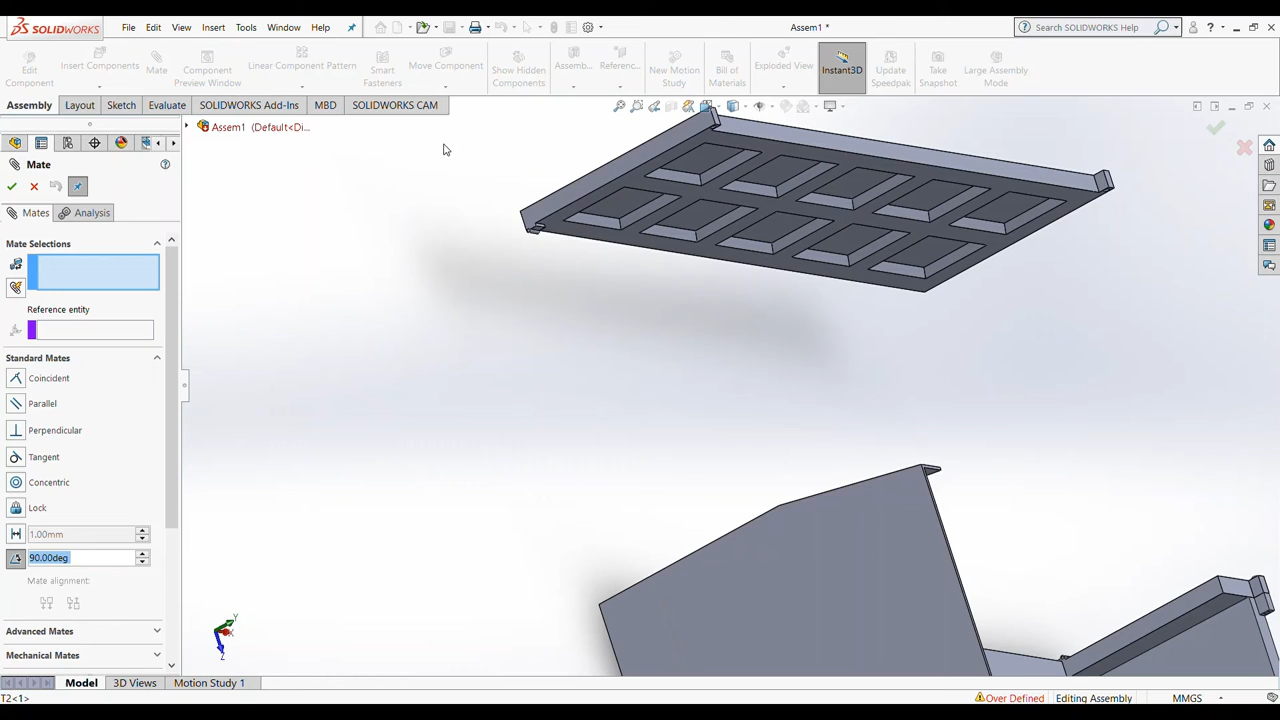 SOLIDWORKS File Edit View Insert Tools Window Help Assem1 * Search SOLIDWORKS Help
Edit Component Insert Components Mate Component Preview Window Linear Component Pattern Smart Fasteners Move Component Show Hidden Components Assemb... Referenc... New Motion Study Bill of Materials Exploded View Instant3D Update Speedpak Take Snapshot Large Assembly Mode
Assembly Layout Sketch Evaluate SOLIDWORKS Add-Ins MBD SOLIDWORKS CAM
Assem1 (Default<Di...
Mate
Mates Analysis
Mate Selections
Reference entity
Standard Mates
Coincident
Parallel
Perpendicular
Tangent
Concentric
Lock
1.00mm
90.00deg
Mate alignment:
Advanced Mates
Mechanical Mates
Y
X
Z
Model 3D Views Motion Study 1
T2<1> Over Defined Editing Assembly MMGS